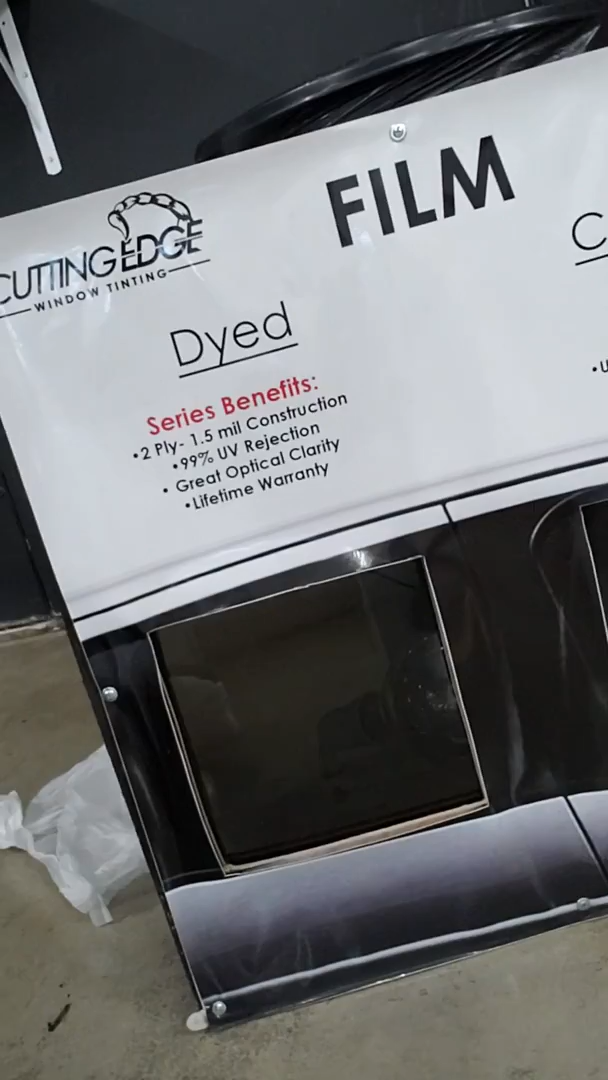 FILM
CUTTING EDGE
WINDOW TINTING
Dyed
Series Benefits:
•2 Ply- 1.5 mil Construction
•99% UV Rejection
• Great Optical Clarity
•Lifetime Warranty